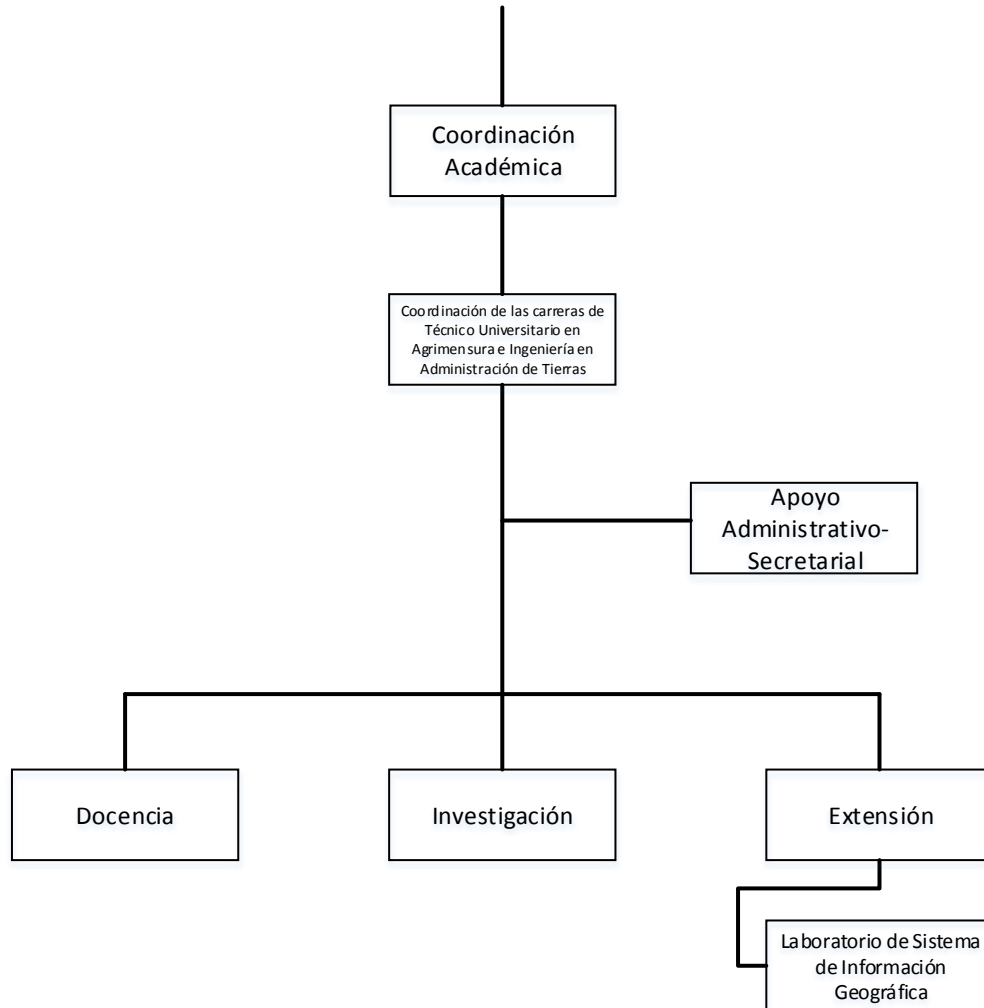 Coordinación
Académica
Coordinación de las carreras de
Técnico Universitario en
Agrimensura e Ingeniería en
Administración de Tierras
Apoyo
Administrativo-
Secretarial
Docencia
Investigación
Extensión
Laboratorio de Sistema
de Información
Geográfica